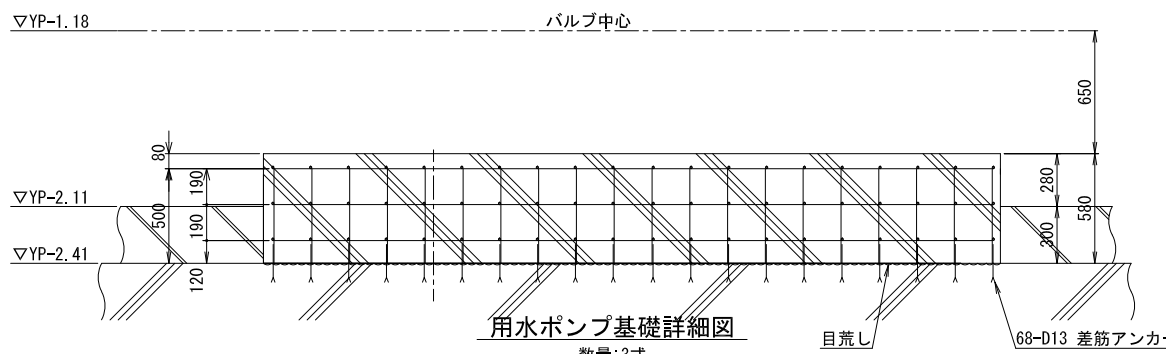 ▽YP-1.18
バルブ中心
650
80
190
280
▽YP-2.11
500
580
190
300
▽YP-2.41
120
用水ポンプ基礎詳細図
目荒し
68-D13 差筋アンカー